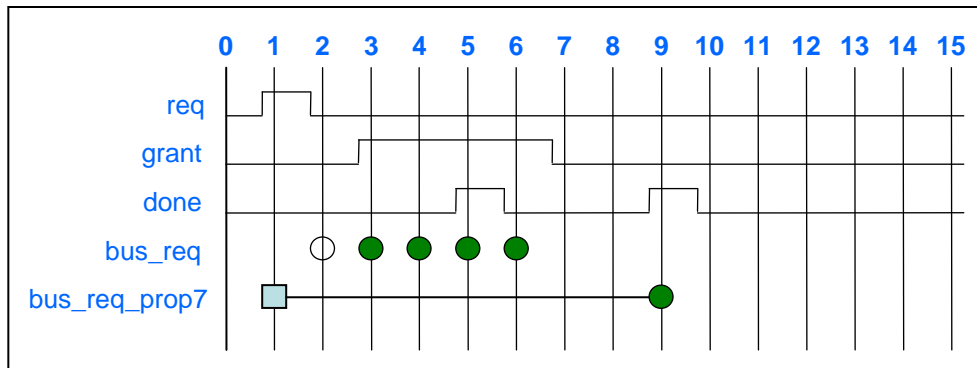 0 1 2 3 4 5 6 7 8 9 10 11 12 13 14 15
req
grant
done
bus_req
bus_req_prop7